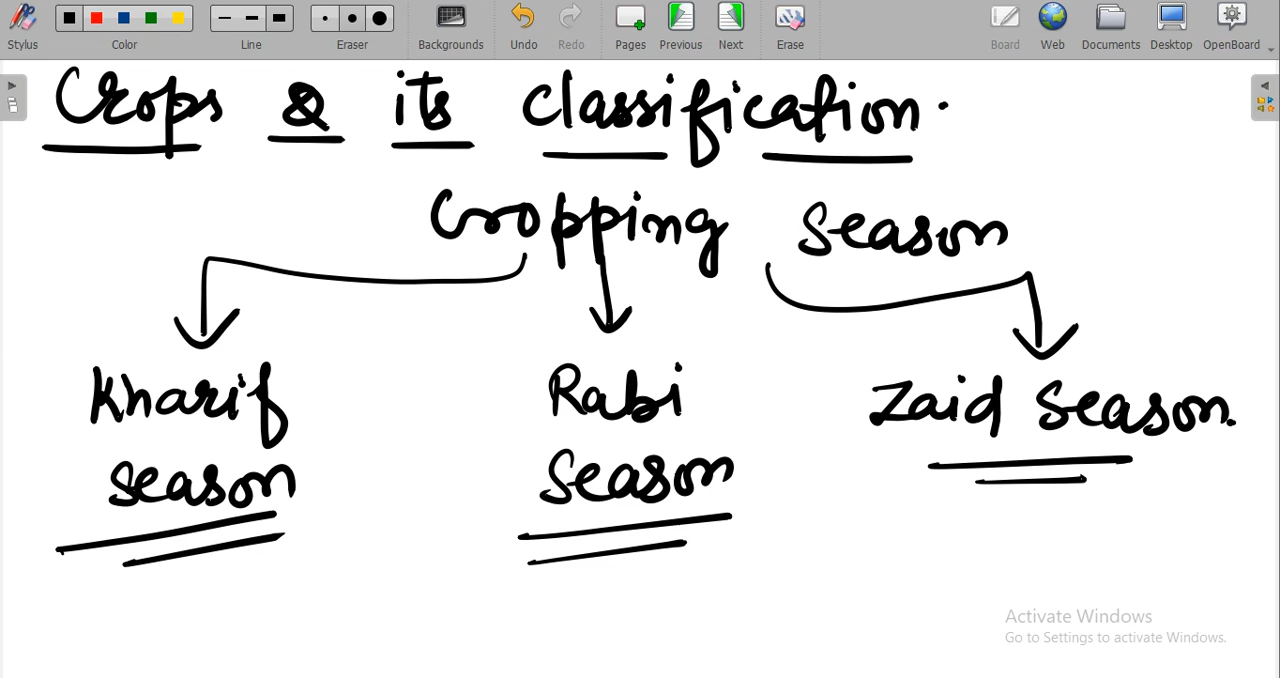 Stylus Color Line Eraser Backgrounds Undo Redo Pages Previous Next Erase Board Web Documents Desktop OpenBoard
Crops & its Classification.
Cropping Season
Kharif Season
Rabi Season
Zaid Season.
Activate Windows
Go to Settings to activate Windows.